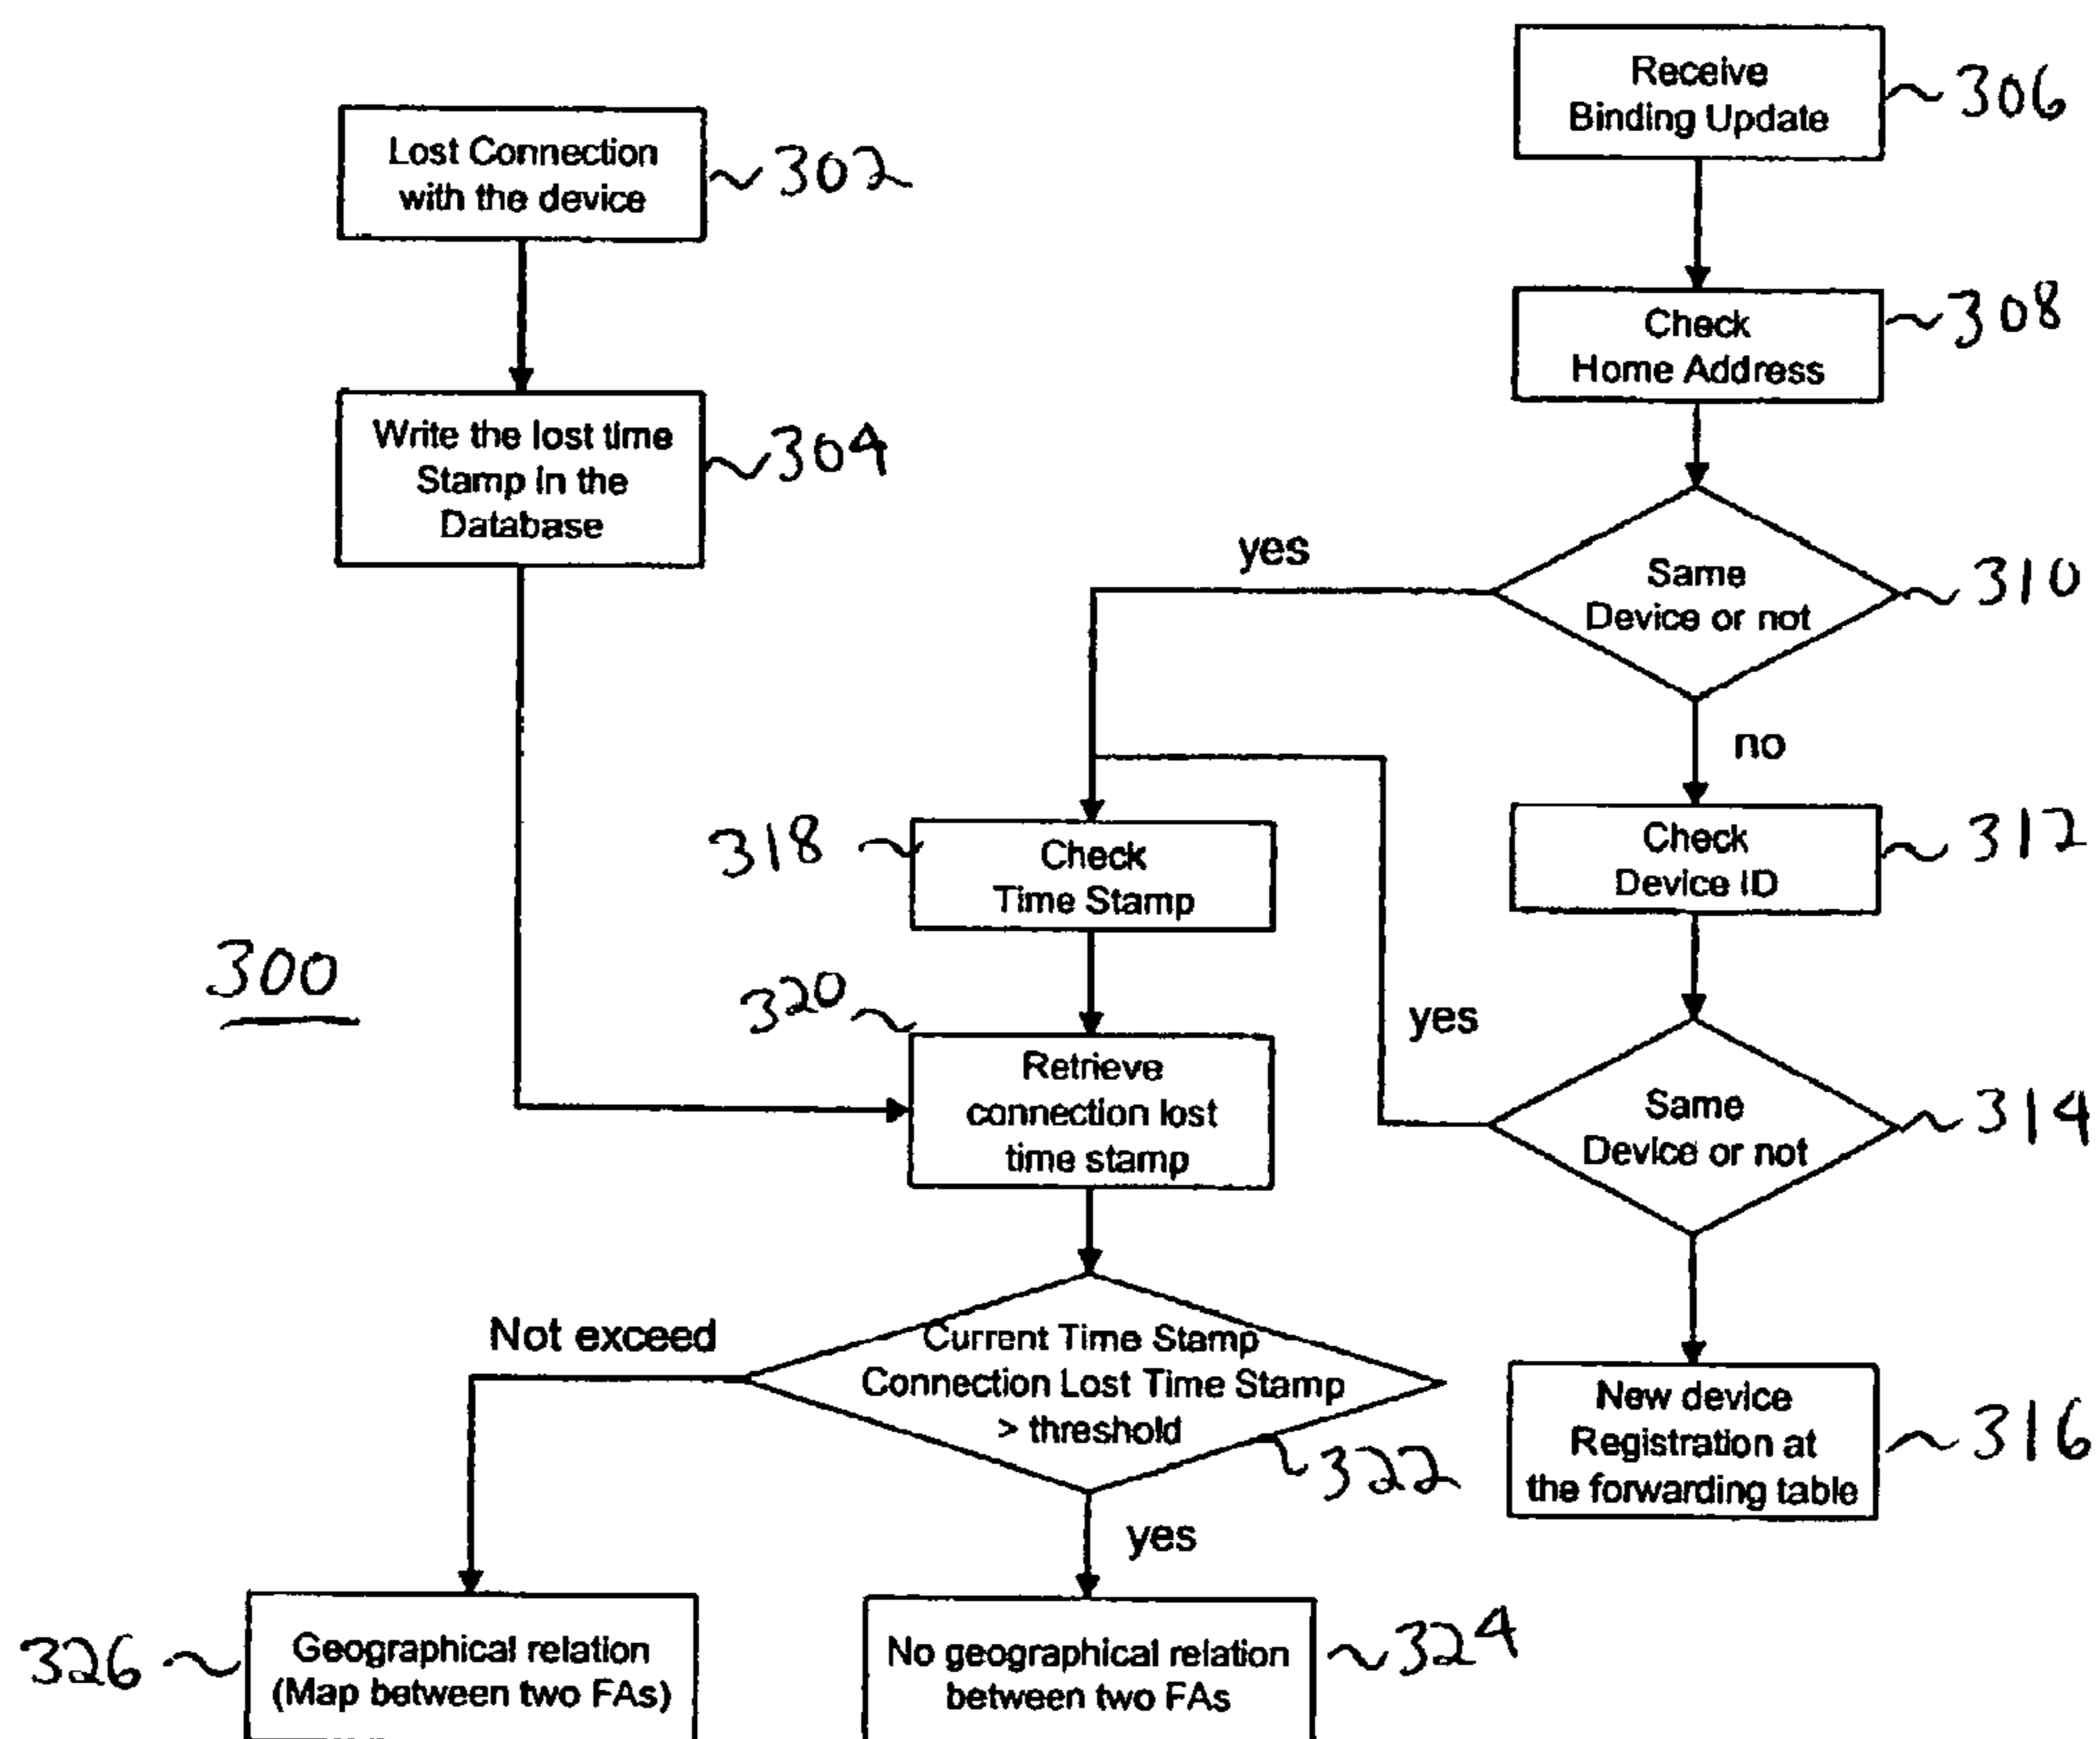 Receive
Binding Update
306
Lost Connection
with the device
302
Check
Home Address
308
Write the lost time
Stamp in the
Database
304
yes
Same
Device or not
310
no
318
Check
Time Stamp
Check
Device ID
312
300
320
Retrieve
connection lost
time stamp
yes
Same
Device or not
314
Not exceed
Current Time Stamp
Connection Lost Time Stamp
> threshold
322
New device
Registration at
the forwarding table
316
yes
326
Geographical relation
(Map between two FAs)
No geographical relation
between two FAs
324